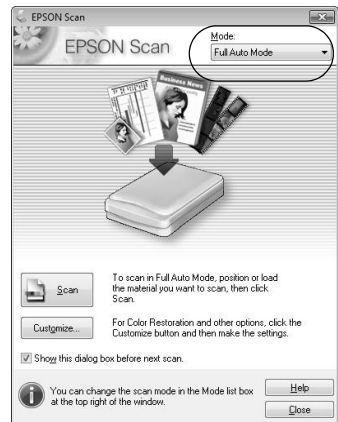 EPSON Scan
EPSON Scan
Mode:
Full Auto Mode
Business News
Scan
To scan in Full Auto Mode, position or load
the material you want to scan, then click
Scan.
Customize...
For Color Restoration and other options, click the
Customize button and then make the settings.
Show this dialog box before next scan.
You can change the scan mode in the Mode list box
at the top right of the window.
Help
Close